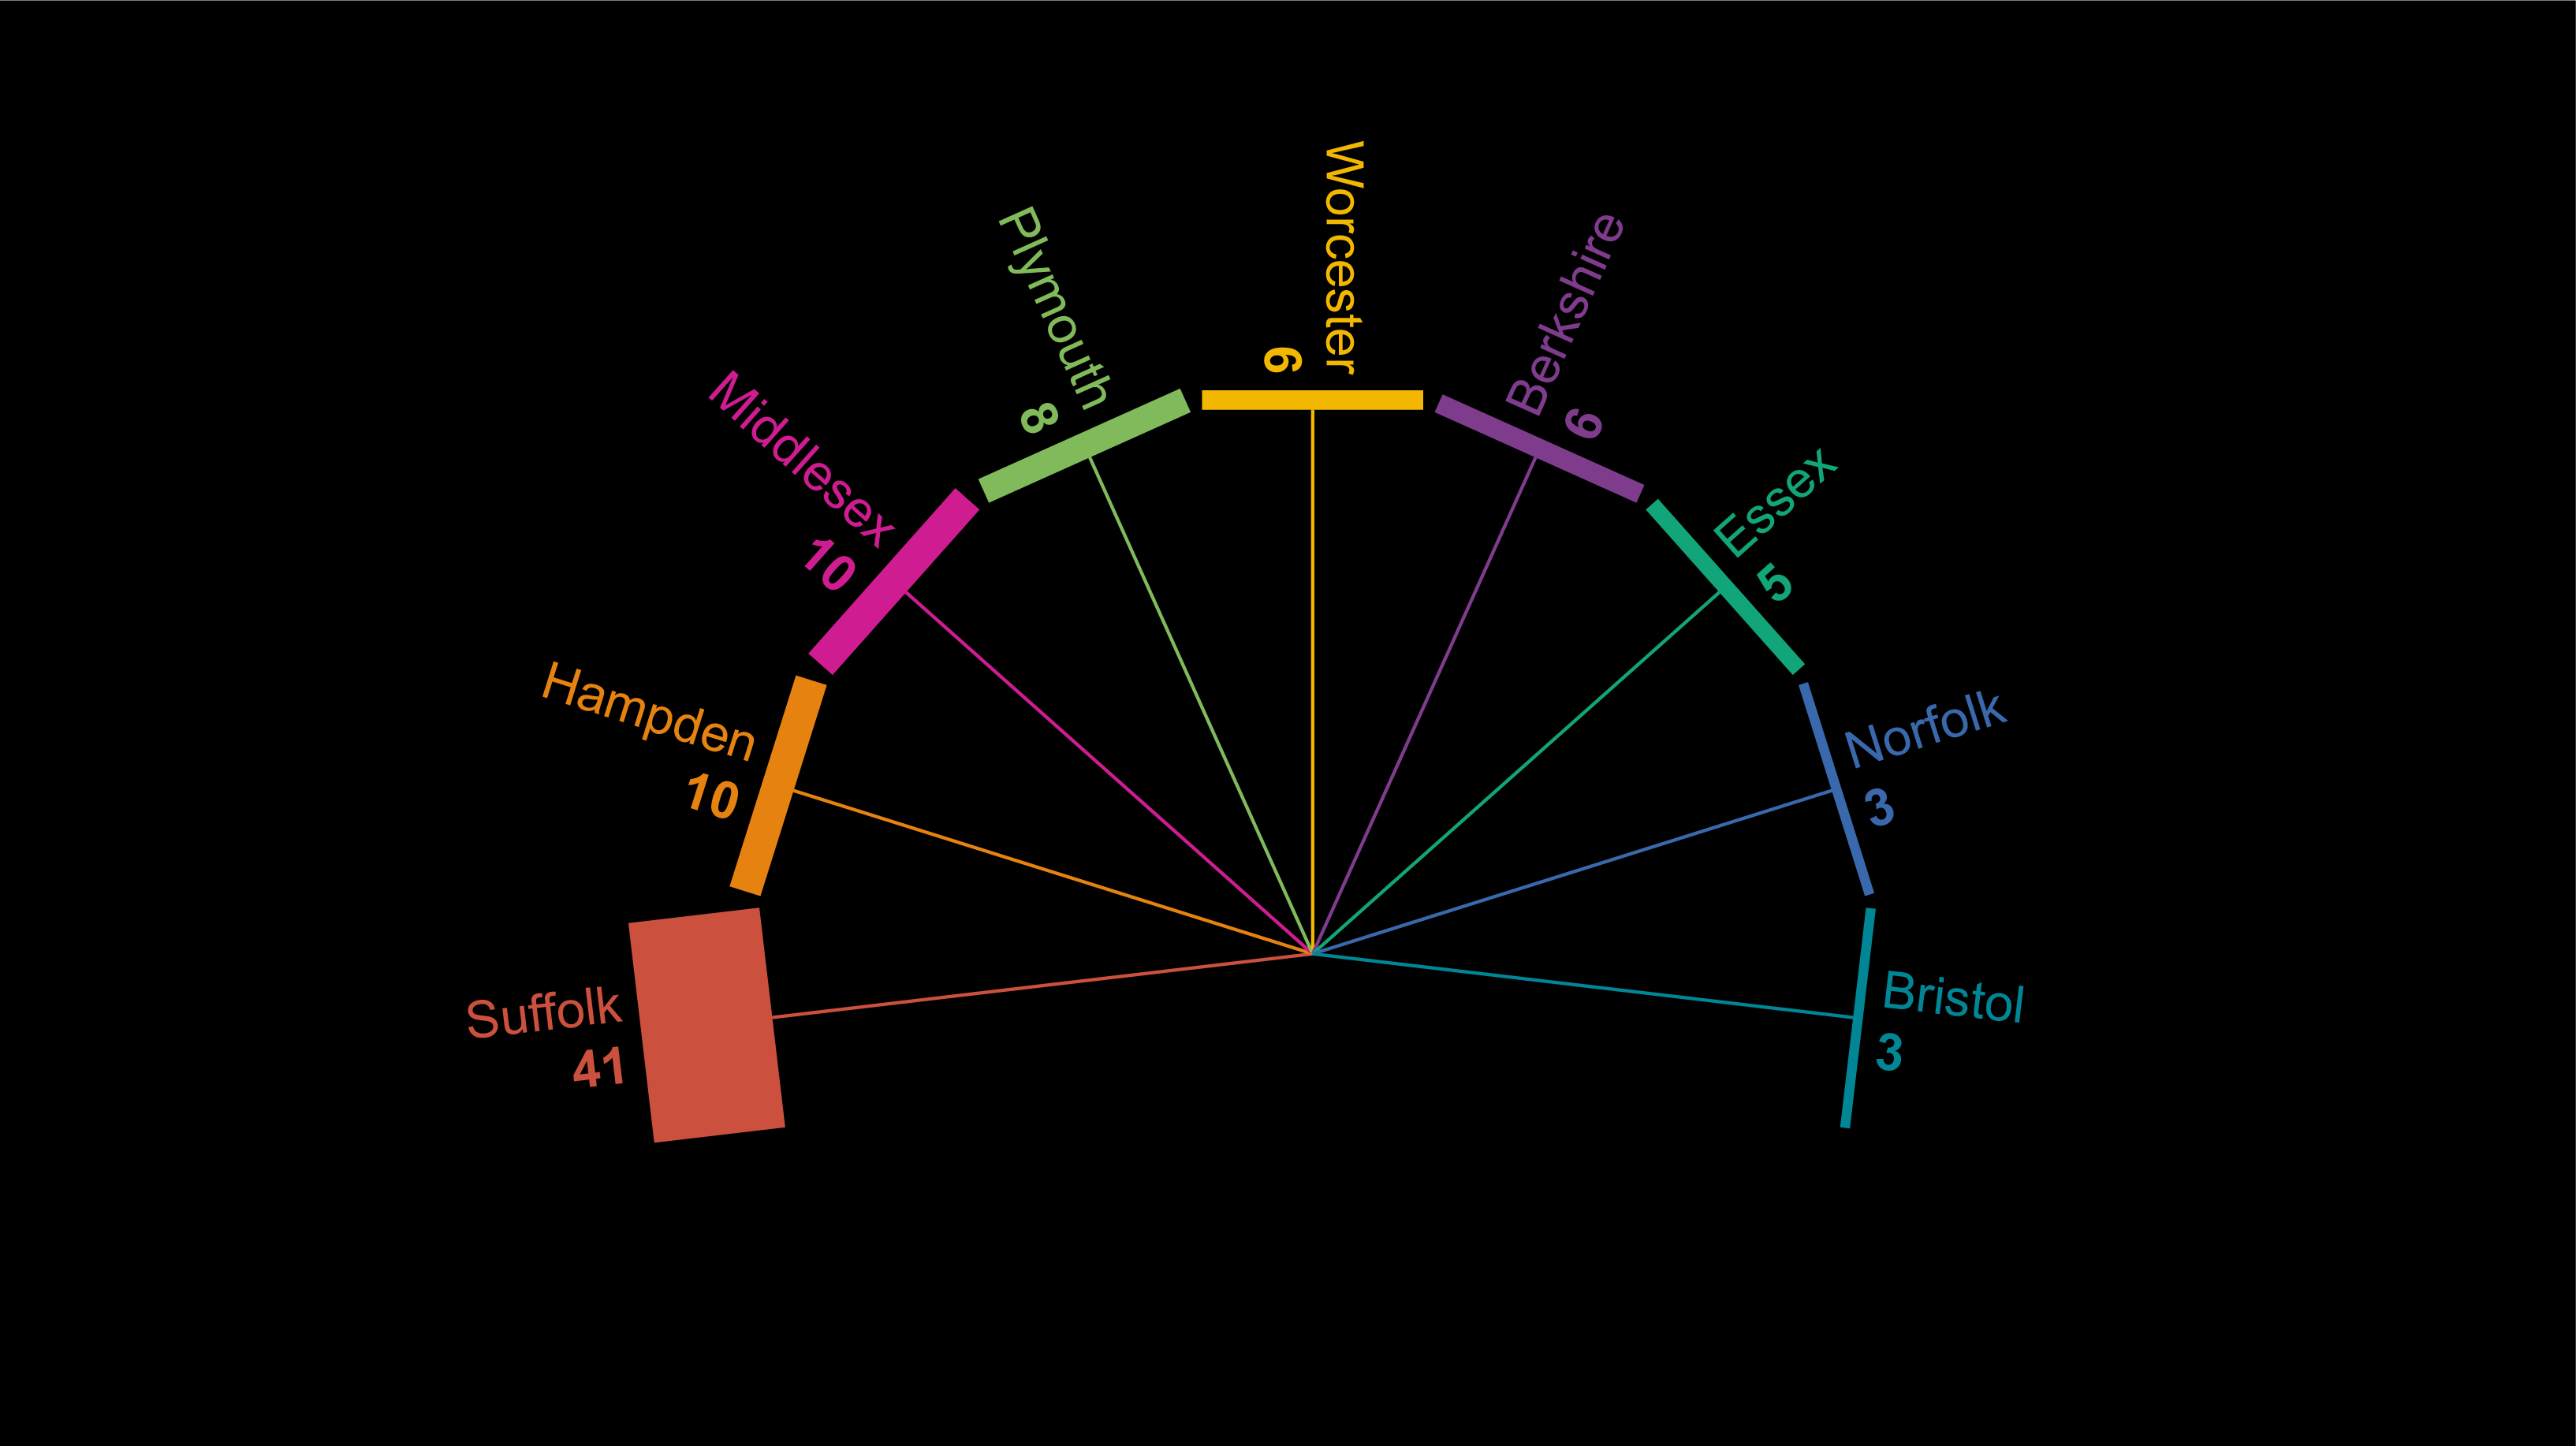 Suffolk
41
Hampden
10
Middlesex
10
Plymouth
8
Worcester
6
Berkshire
6
Essex
5
Norfolk
3
Bristol
3